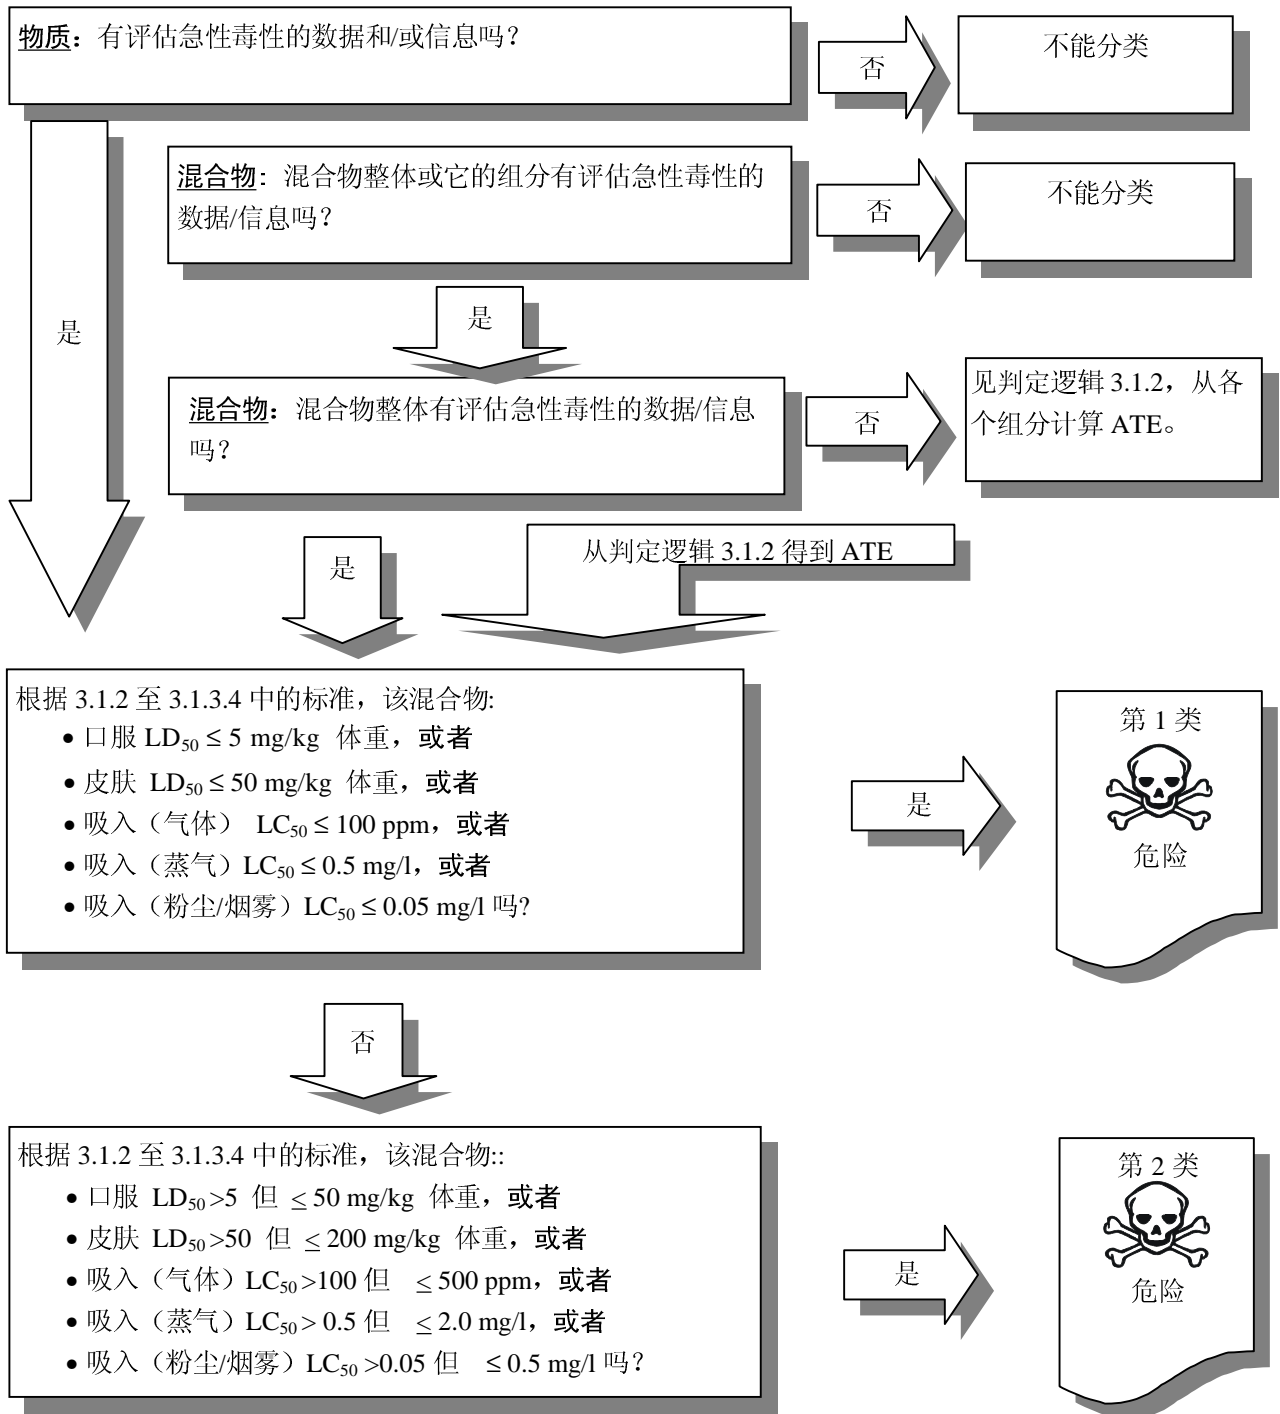 物质：有评估急性毒性的数据和/或信息吗？
否
不能分类
混合物：混合物整体或它的组分有评估急性毒性的
数据/信息吗？
否
不能分类
是
是
混合物：混合物整体有评估急性毒性的数据/信息
吗？
否
见判定逻辑 3.1.2，从各
个组分计算 ATE。
是
从判定逻辑 3.1.2 得到 ATE
根据 3.1.2 至 3.1.3.4 中的标准，该混合物:
• 口服 LD50 ≤ 5 mg/kg 体重，或者
• 皮肤 LD50 ≤ 50 mg/kg 体重，或者
• 吸入（气体） LC50 ≤ 100 ppm，或者
• 吸入（蒸气）LC50 ≤ 0.5 mg/l，或者
• 吸入（粉尘/烟雾）LC50 ≤ 0.05 mg/l 吗?
是
第 1 类
危险
否
根据 3.1.2 至 3.1.3.4 中的标准，该混合物::
• 口服 LD50 >5 但 ≤ 50 mg/kg 体重，或者
• 皮肤 LD50 >50 但 ≤ 200 mg/kg 体重，或者
• 吸入（气体）LC50 >100 但 ≤ 500 ppm，或者
• 吸入（蒸气）LC50 > 0.5 但 ≤ 2.0 mg/l，或者
• 吸入（粉尘/烟雾）LC50 >0.05 但 ≤ 0.5 mg/l 吗？
是
第 2 类
危险